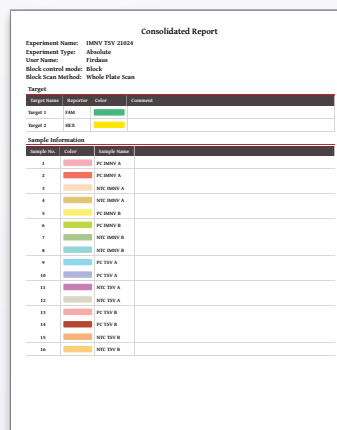 Consolidated Report
Experiment Name: IMNV TSV 21024
Experiment Type: Absolute
User Name: Firdaus
Block control mode: Block
Block Scan Method: Whole Plate Scan
Target
Target Name Reporter Color Comment
Target 1 FAM
Target 2 HEX
Sample Information
Sample No. Color Sample Name
1 PC IMNV A
2 PC IMNV A
3 NTC IMNV A
4 NTC IMNV A
5 PC IMNV B
6 PC IMNV B
7 NTC IMNV B
8 NTC IMNV B
9 PC TSV A
10 PC TSV A
11 NTC TSV A
12 NTC TSV A
13 PC TSV B
14 PC TSV B
15 NTC TSV B
16 NTC TSV B